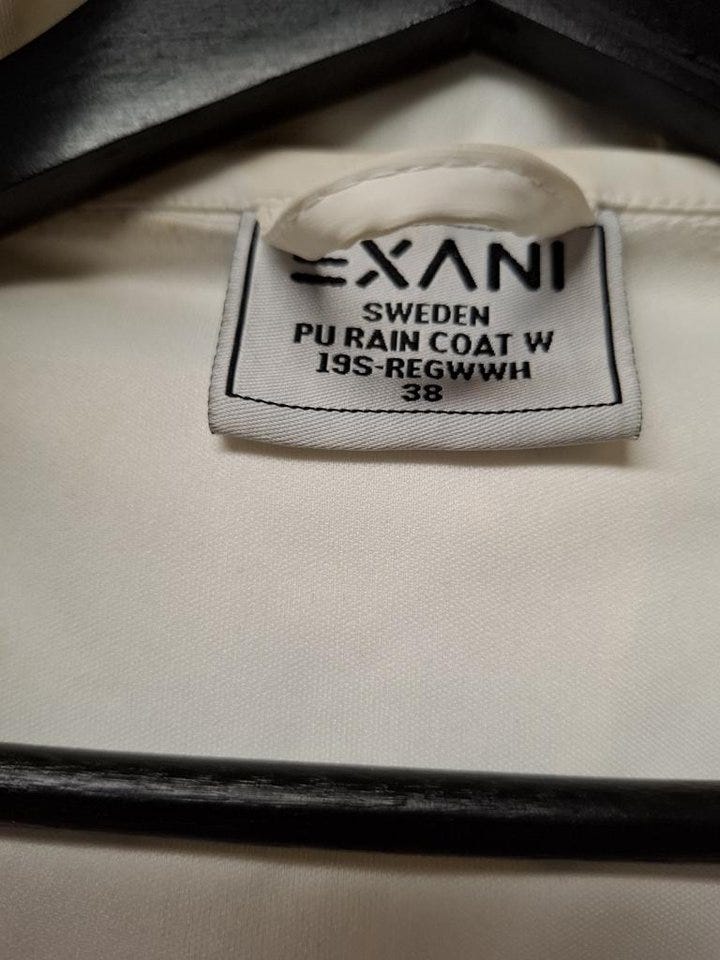 EXANI
SWEDEN
PU RAIN COAT W
19S-REGWWH
38